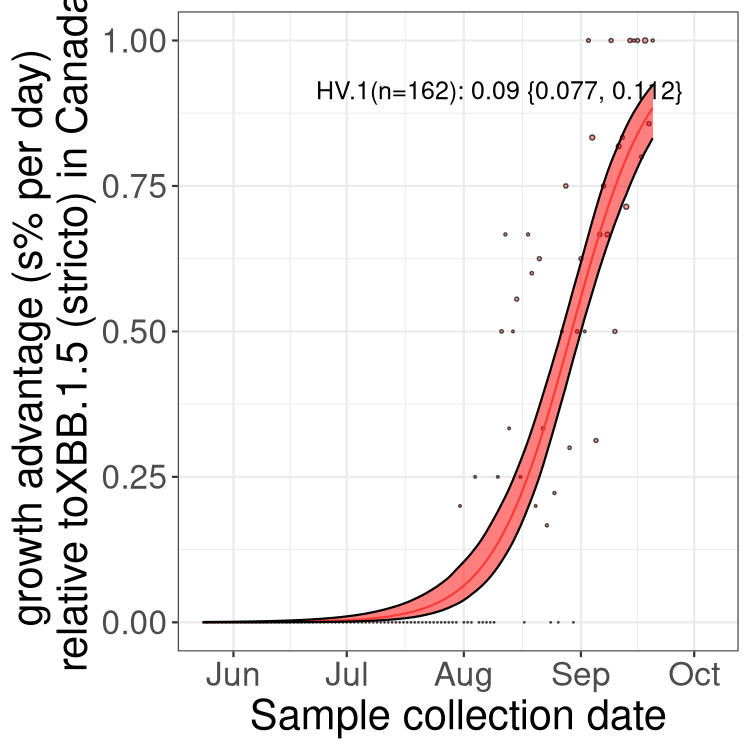 growth advantage (s% per day)
relative toXBB.1.5 (stricto) in Canada
1.00
0.75
0.50
0.25
0.00
HV.1(n=162): 0.09 {0.077, 0.112}
Jun Jul Aug Sep Oct
Sample collection date